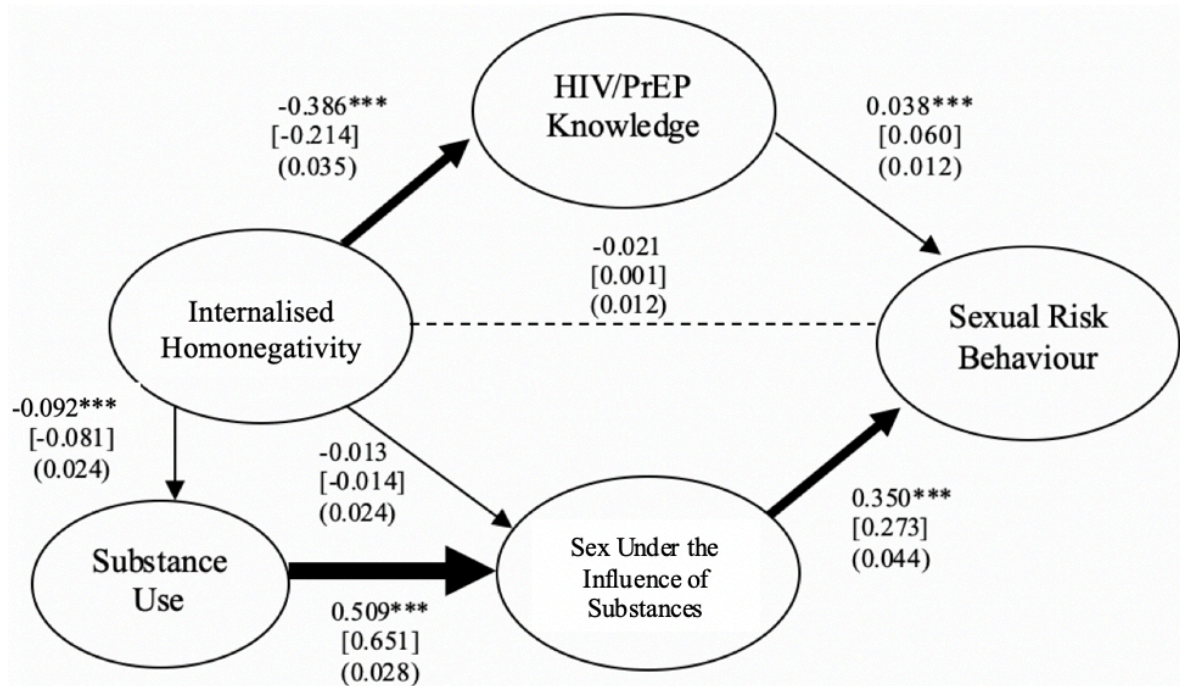 -0.386***
[-0.214]
(0.035)
HIV/PrEP
Knowledge
0.038***
[0.060]
(0.012)
-0.021
[0.001]
(0.012)
Internalised
Homonegativity
Sexual Risk
Behaviour
-0.092***
[-0.081]
(0.024)
-0.013
[-0.014]
(0.024)
0.350***
[0.273]
(0.044)
Substance
Use
Sex Under the
Influence of
Substances
0.509***
[0.651]
(0.028)